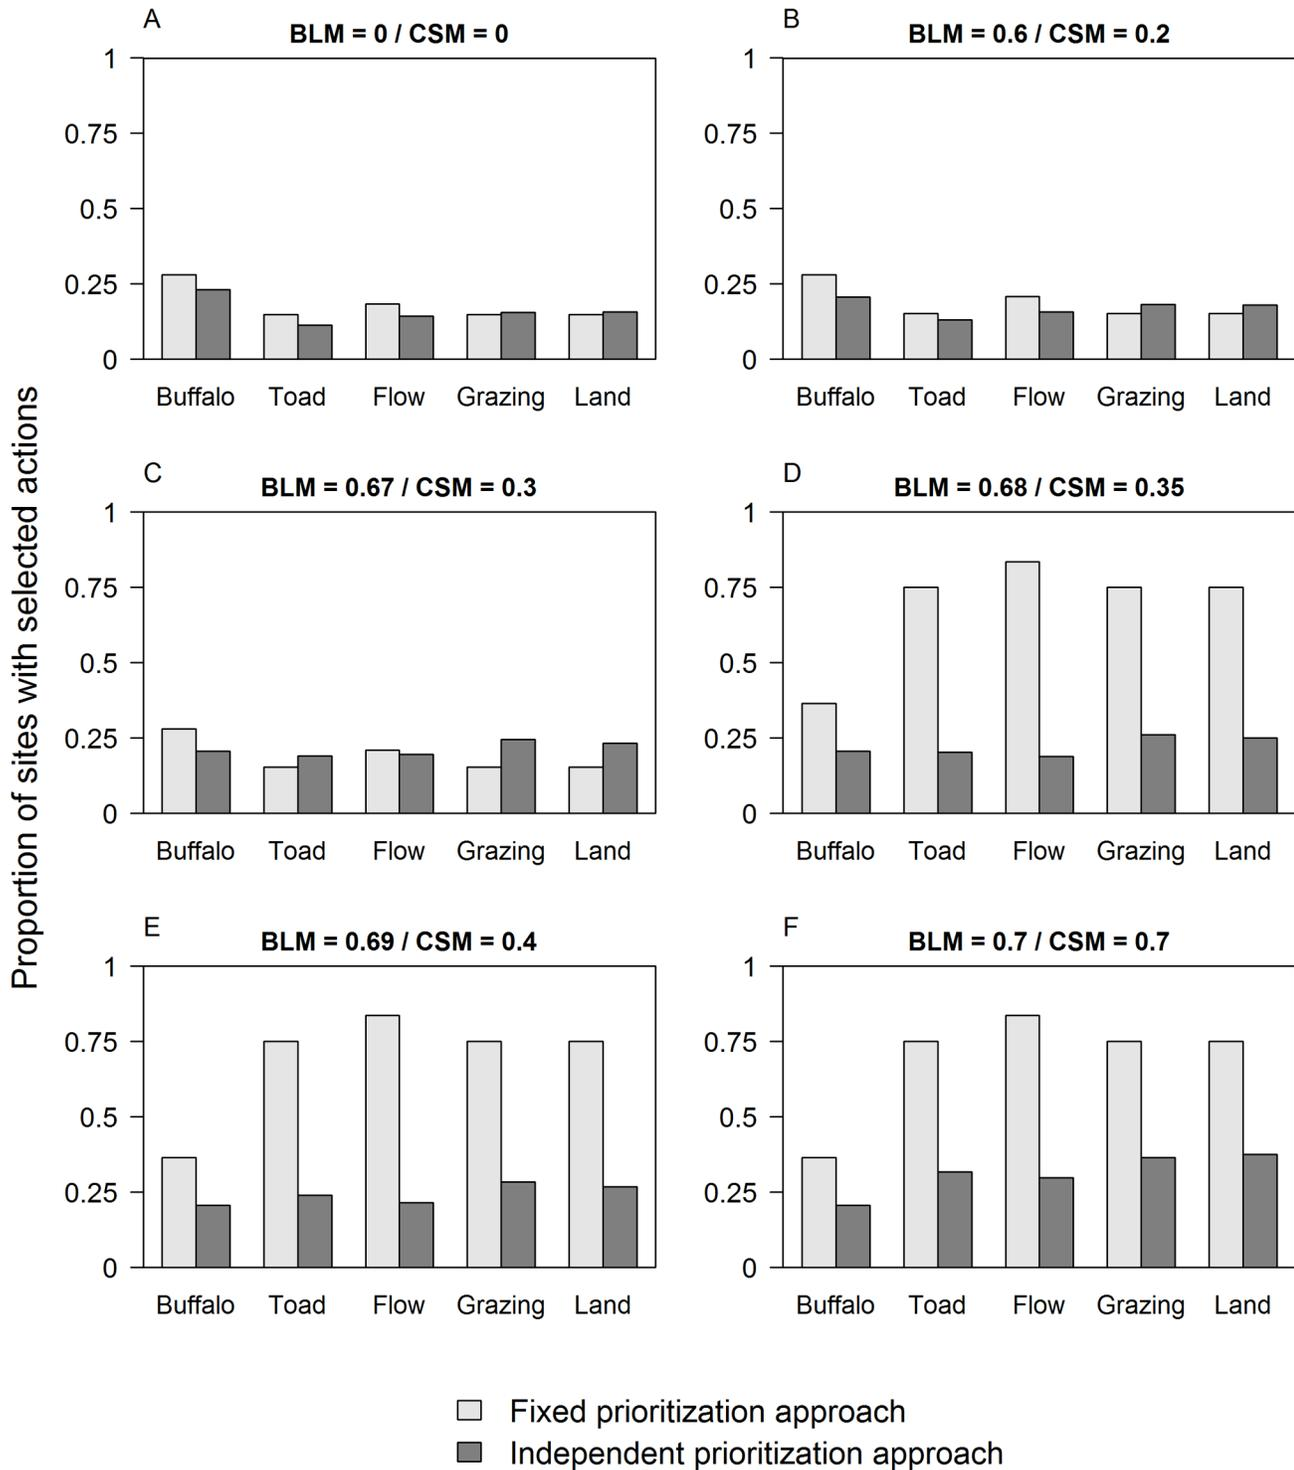 A
BLM = 0 / CSM = 0
1
0.75
0.5
0.25
0
Buffalo Toad Flow Grazing Land
B
BLM = 0.6 / CSM = 0.2
1
0.75
0.5
0.25
0
Buffalo Toad Flow Grazing Land
Proportion of sites with selected actions
C
BLM = 0.67 / CSM = 0.3
1
0.75
0.5
0.25
0
Buffalo Toad Flow Grazing Land
D
BLM = 0.68 / CSM = 0.35
1
0.75
0.5
0.25
0
Buffalo Toad Flow Grazing Land
E
BLM = 0.69 / CSM = 0.4
1
0.75
0.5
0.25
0
Buffalo Toad Flow Grazing Land
F
BLM = 0.7 / CSM = 0.7
1
0.75
0.5
0.25
0
Buffalo Toad Flow Grazing Land
Fixed prioritization approach
Independent prioritization approach